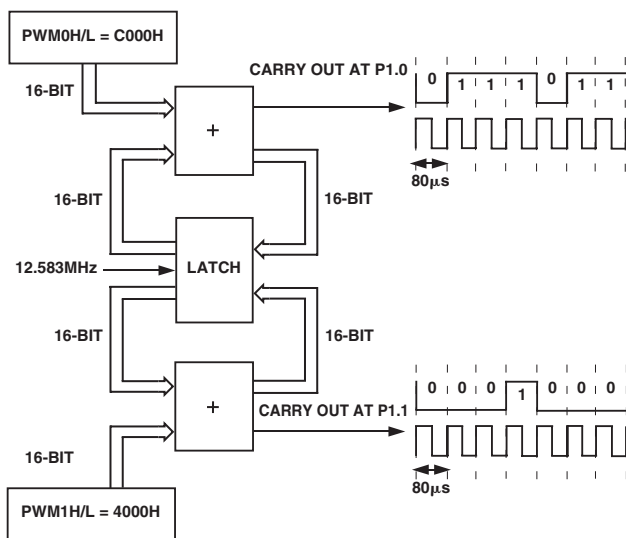 PWM0H/L = C000H
16-BIT
CARRY OUT AT P1.0
0 1 1 1 0 1 1
+
80μs
16-BIT
16-BIT
12.583MHz
LATCH
16-BIT
16-BIT
0 0 0 1 0 0 0
+
CARRY OUT AT P1.1
16-BIT
80μs
PWM1H/L = 4000H